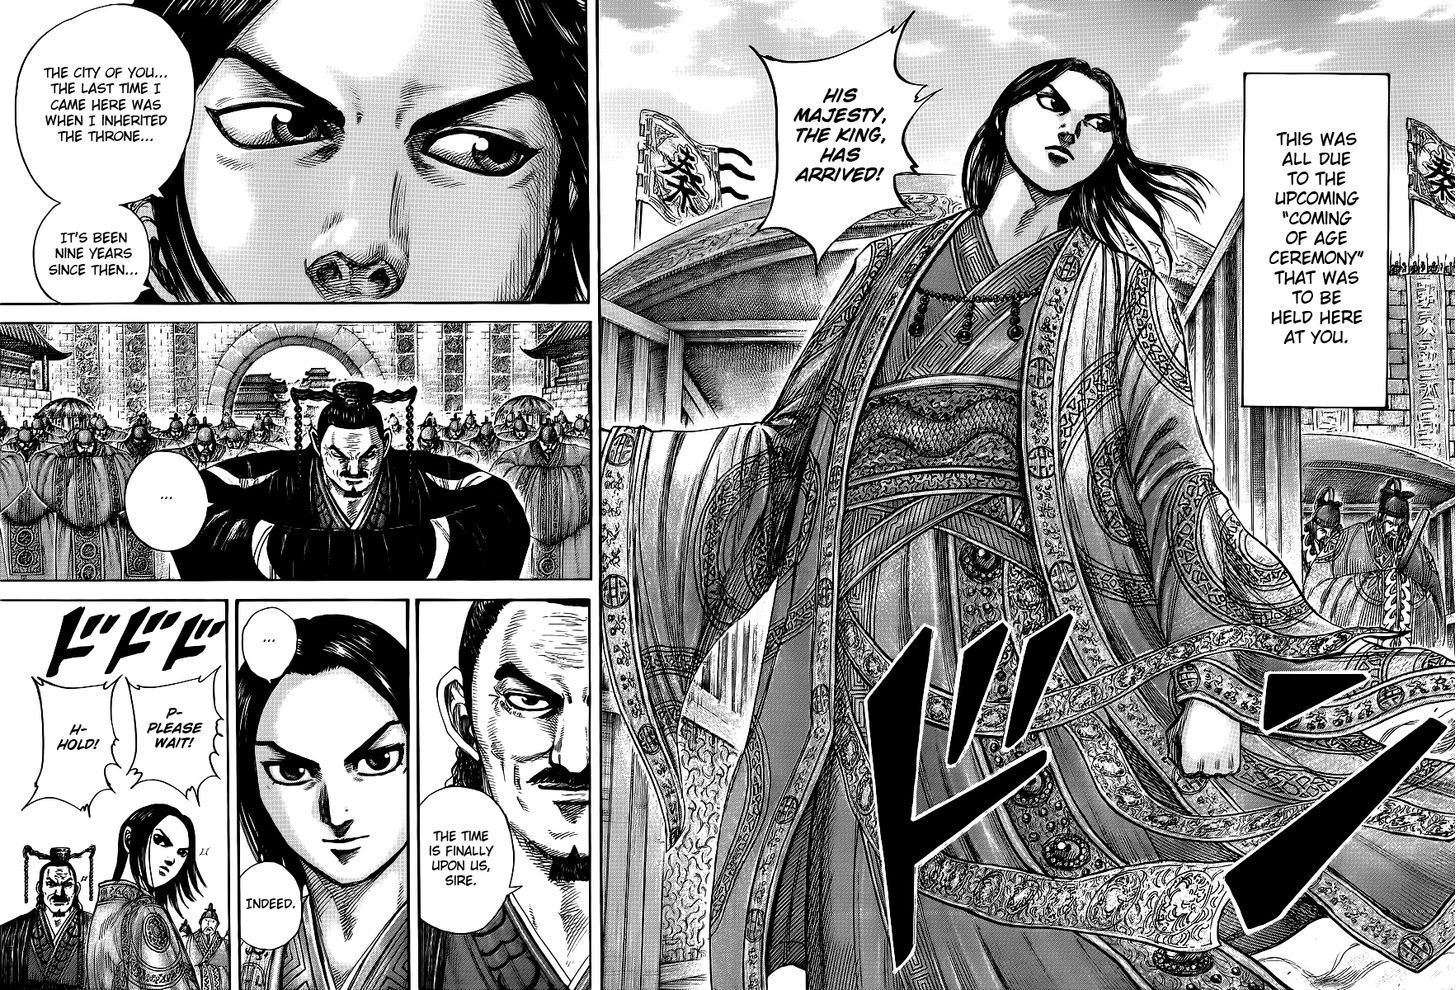 THIS WAS
ALL DUE
TO THE
UPCOMING
"COMING
OF AGE
CEREMONY"
THAT WAS
TO BE
HELD HERE
AT YOU.
HIS
MAJESTY,
THE KING,
HAS
ARRIVED!
秦
秦
ドン
THE CITY OF YOU...
THE LAST TIME I
CAME HERE WAS
WHEN I INHERITED
THE THRONE...
IT'S BEEN
NINE YEARS
SINCE THEN...
...
THE TIME
IS FINALLY
UPON US,
SIRE.
...
INDEED.
ドドド
P-
PLEASE
WAIT!
H-
HOLD!